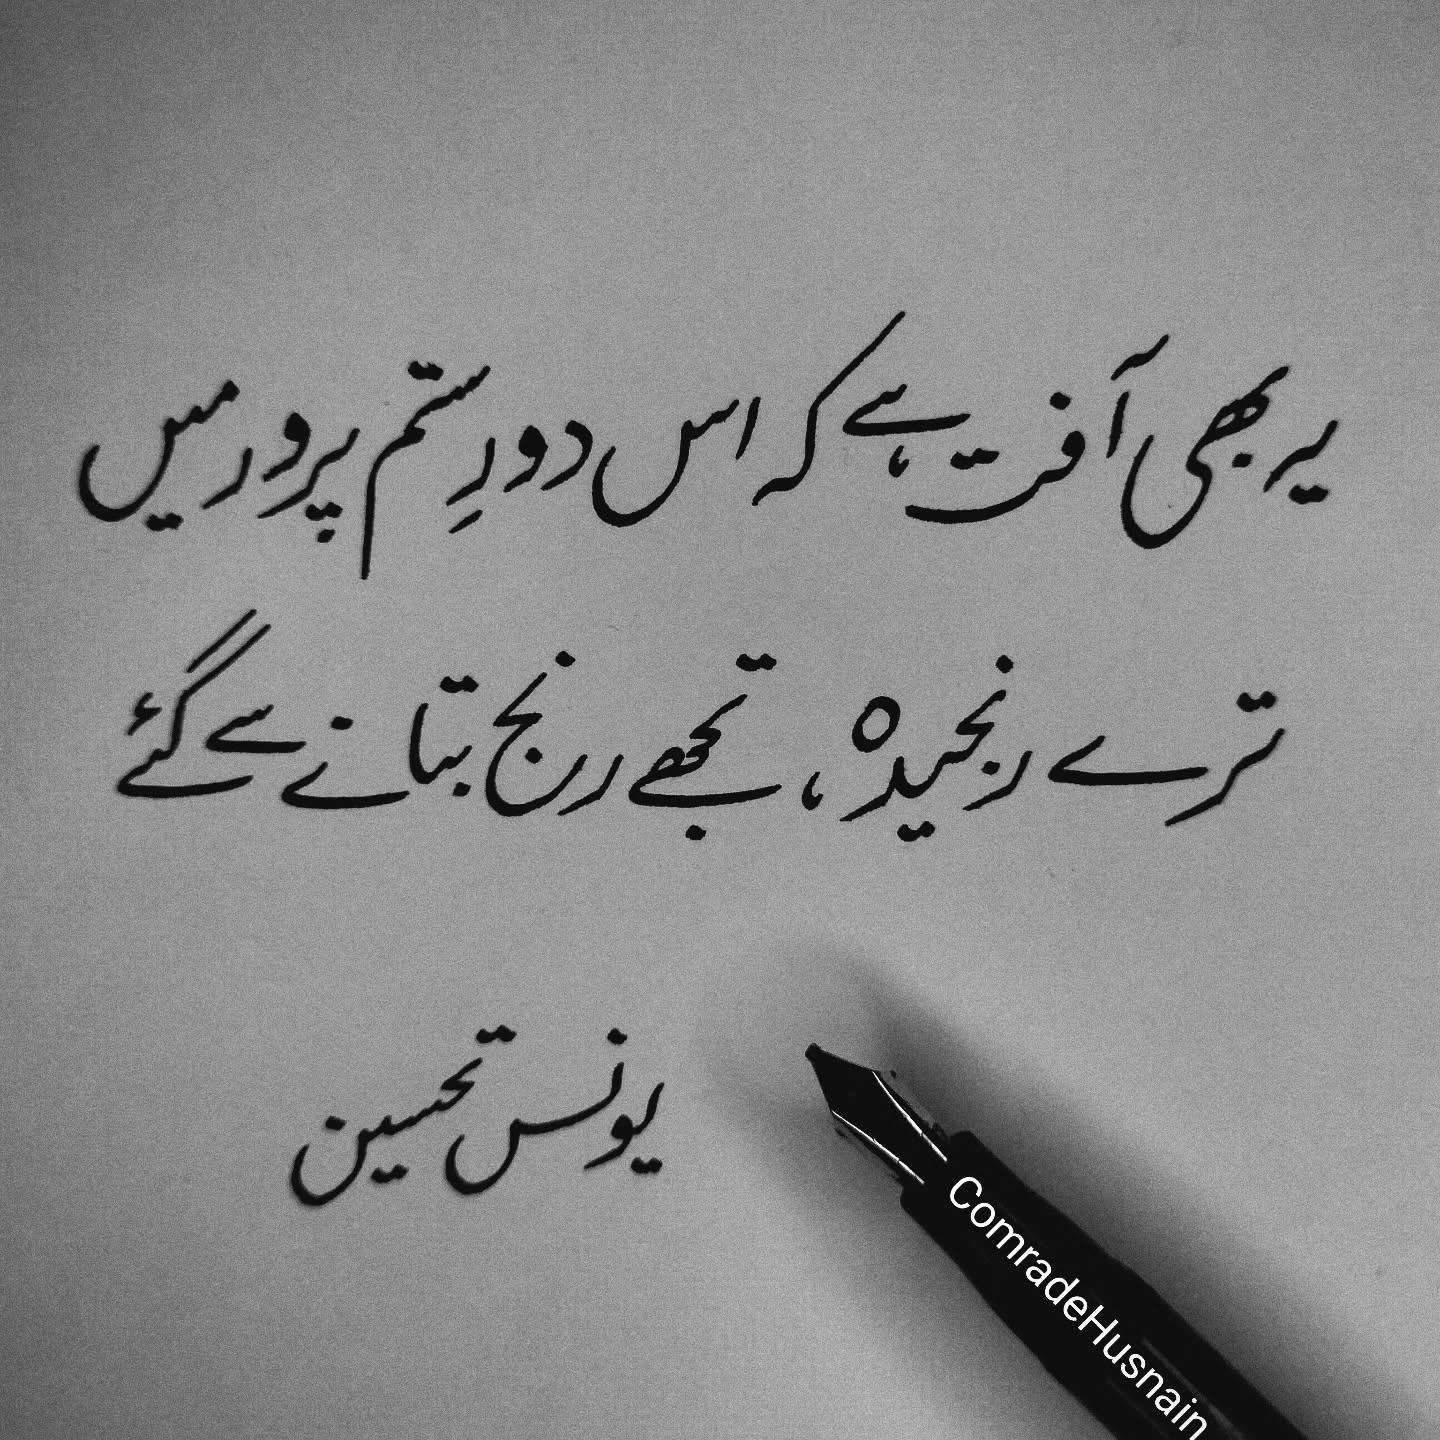 یہ بھی آفت ہے کہ اس دورِ ستم پرور میں
ترے رنجیدہ ، تجھے رنج بتانے سے گئے
یونس تحسین
ComradeHusnain